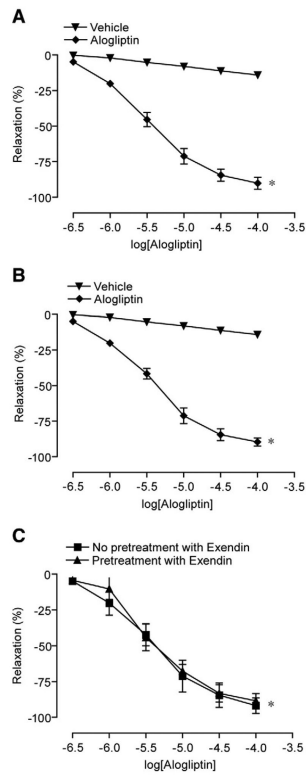 A
Vehicle
Alogliptin
0
-25
-50
-75
-100
Relaxation (%)
*
-6.5 -6.0 -5.5 -5.0 -4.5 -4.0 -3.5
log[Alogliptin]
B
Vehicle
Alogliptin
0
-25
-50
-75
-100
Relaxation (%)
*
-6.5 -6.0 -5.5 -5.0 -4.5 -4.0 -3.5
log[Alogliptin]
C
No pretreatment with Exendin
Pretreatment with Exendin
0
-25
-50
-75
-100
Relaxation (%)
*
-6.5 -6.0 -5.5 -5.0 -4.5 -4.0 -3.5
log[Alogliptin]